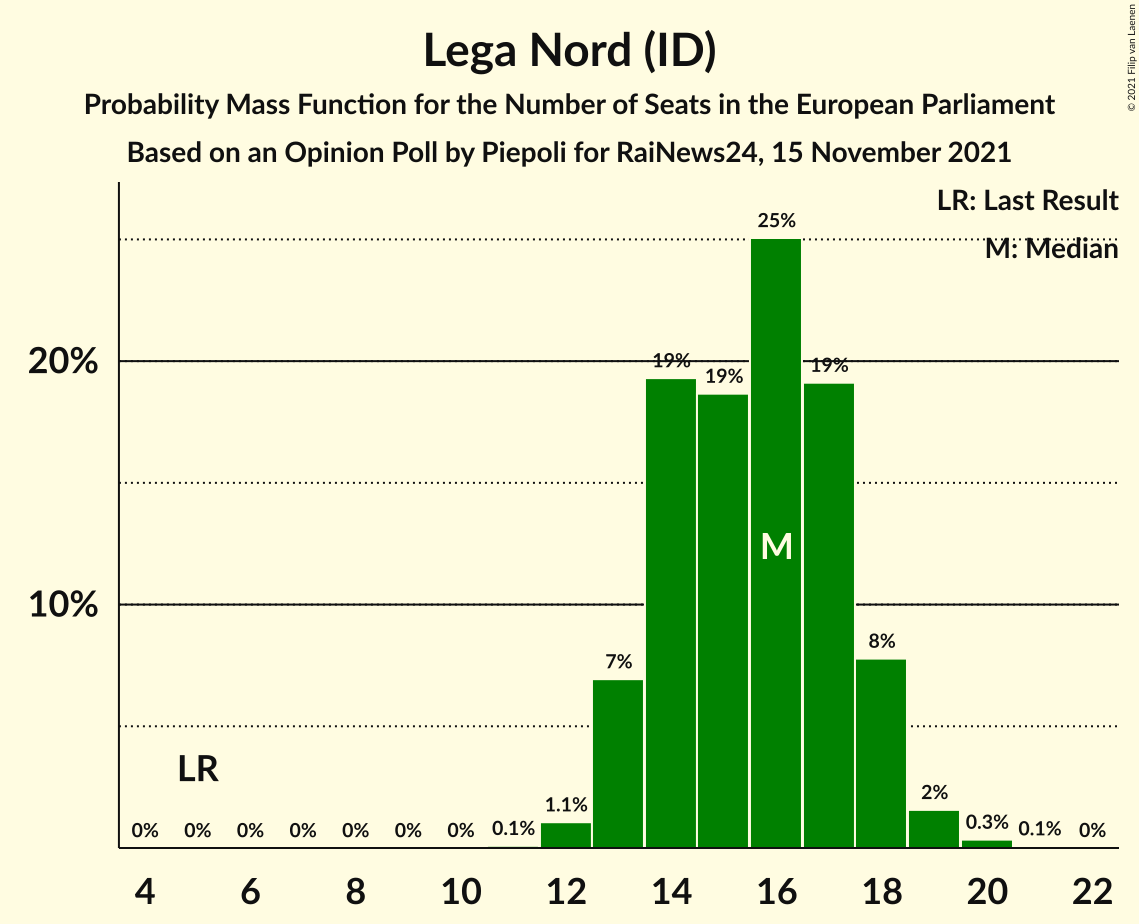 Lega Nord (ID)
Probability Mass Function for the Number of Seats in the European Parliament
Based on an Opinion Poll by Piepoli for RaiNews24, 15 November 2021
© 2021 Filip van Laenen
LR: Last Result
M: Median
25%
20%
19%
19%
19%
M
10%
8%
7%
LR
2%
1.1%
0% 0% 0% 0% 0% 0% 0% 0.1% 0.3% 0.1% 0%
4 6 8 10 12 14 16 18 20 22